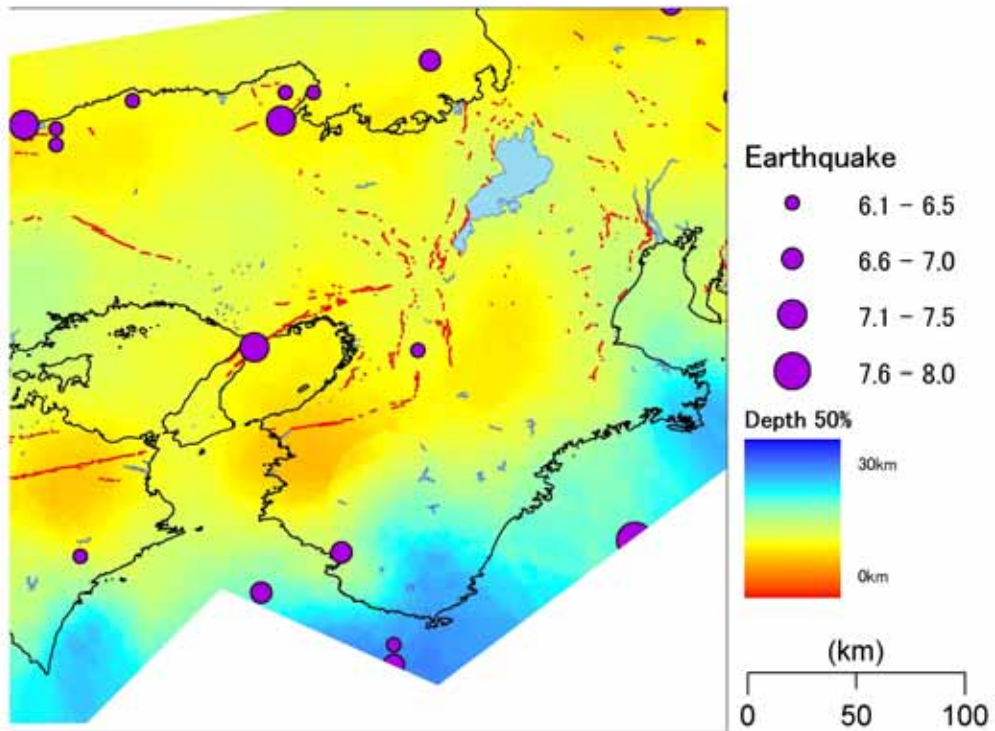 Earthquake
6.1 – 6.5
6.6 – 7.0
7.1 – 7.5
7.6 – 8.0
Depth 50%
30km
0km
(km)
0 50 100